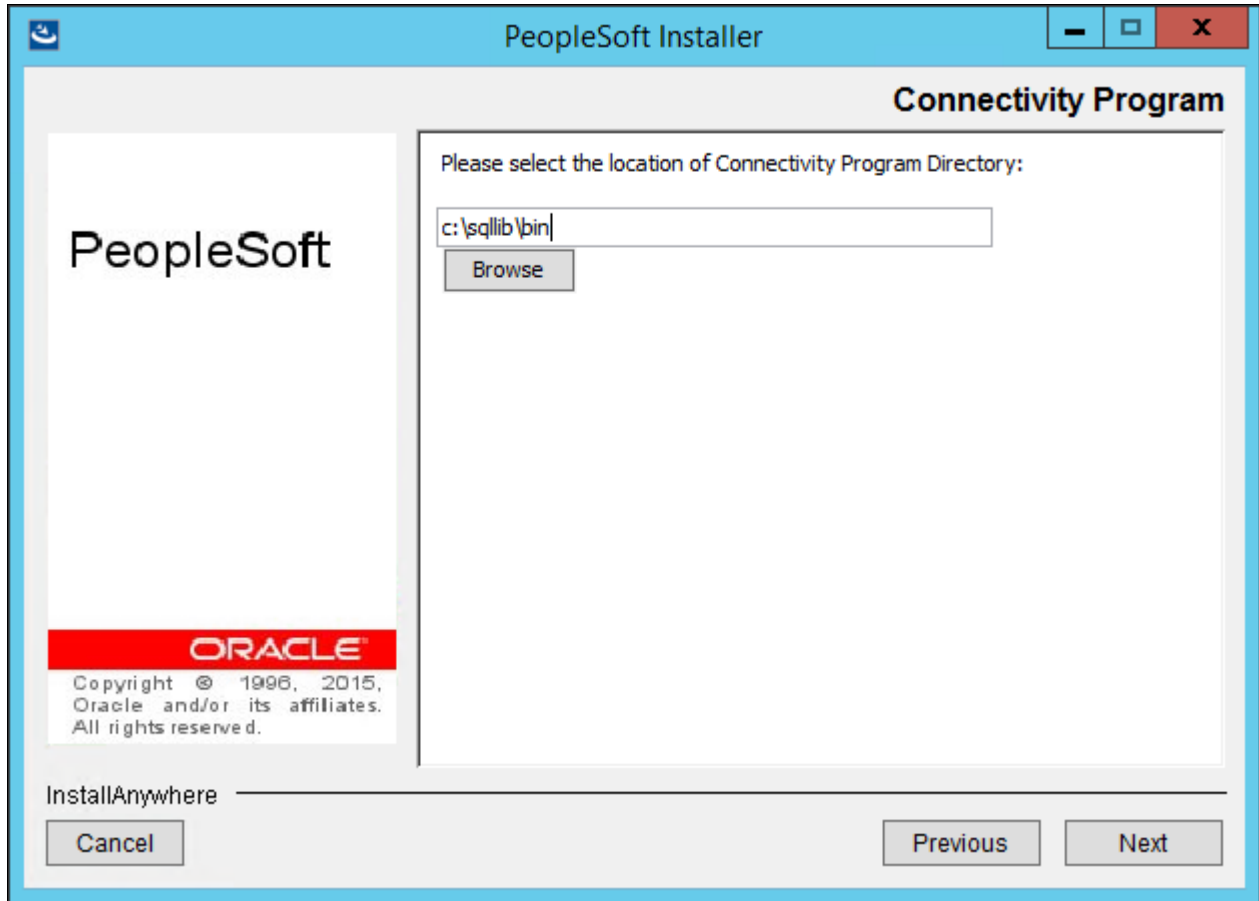 PeopleSoft Installer
Connectivity Program
Please select the location of Connectivity Program Directory:
c:\sqllib\bin
Browse
PeopleSoft
ORACLE
Copyright © 1996, 2015,
Oracle and/or its affiliates.
All rights reserved.
InstallAnywhere
Cancel
Previous
Next